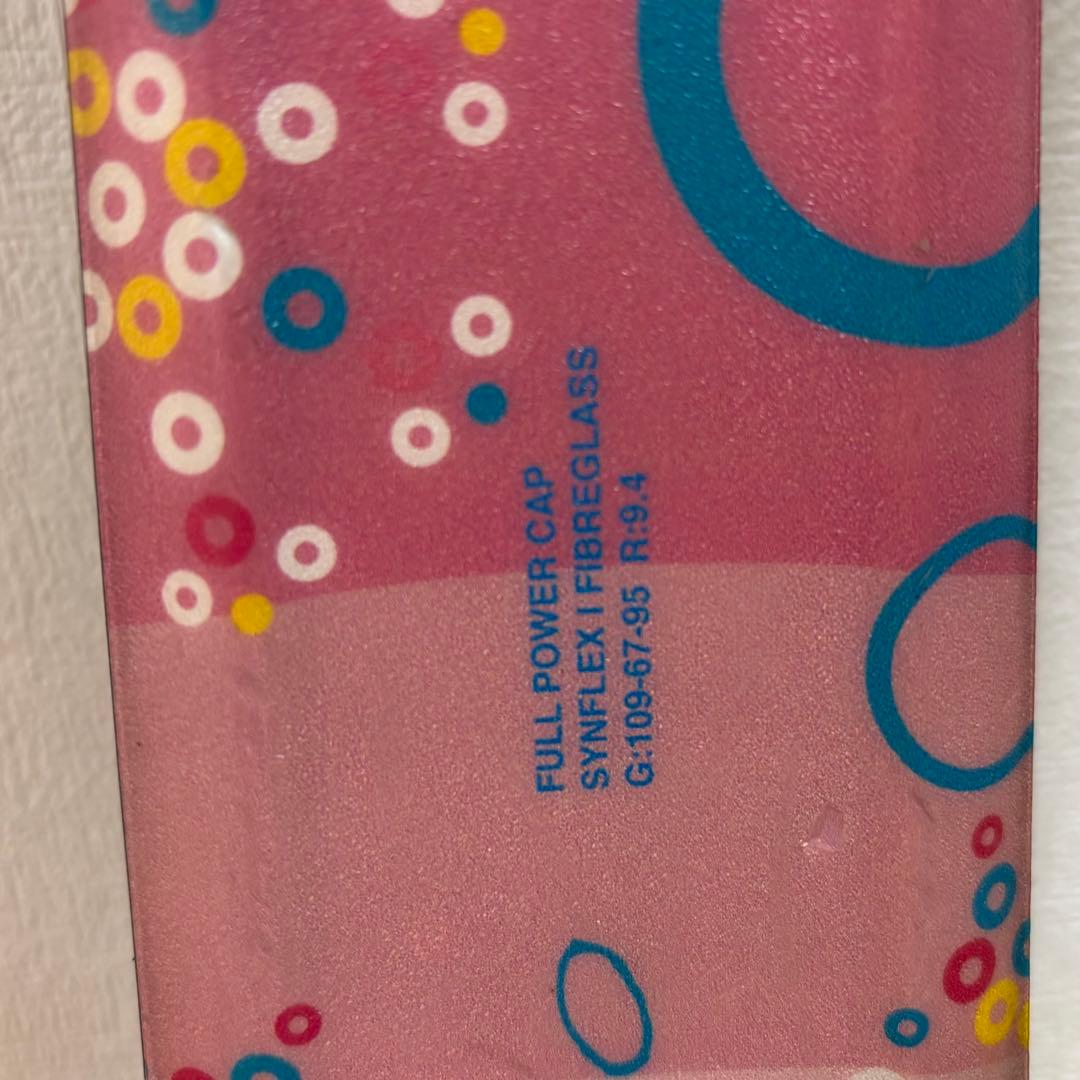 FULL POWER CAP
SYNFLEX I FIBREGLASS
G:109-67-95 R:9.4